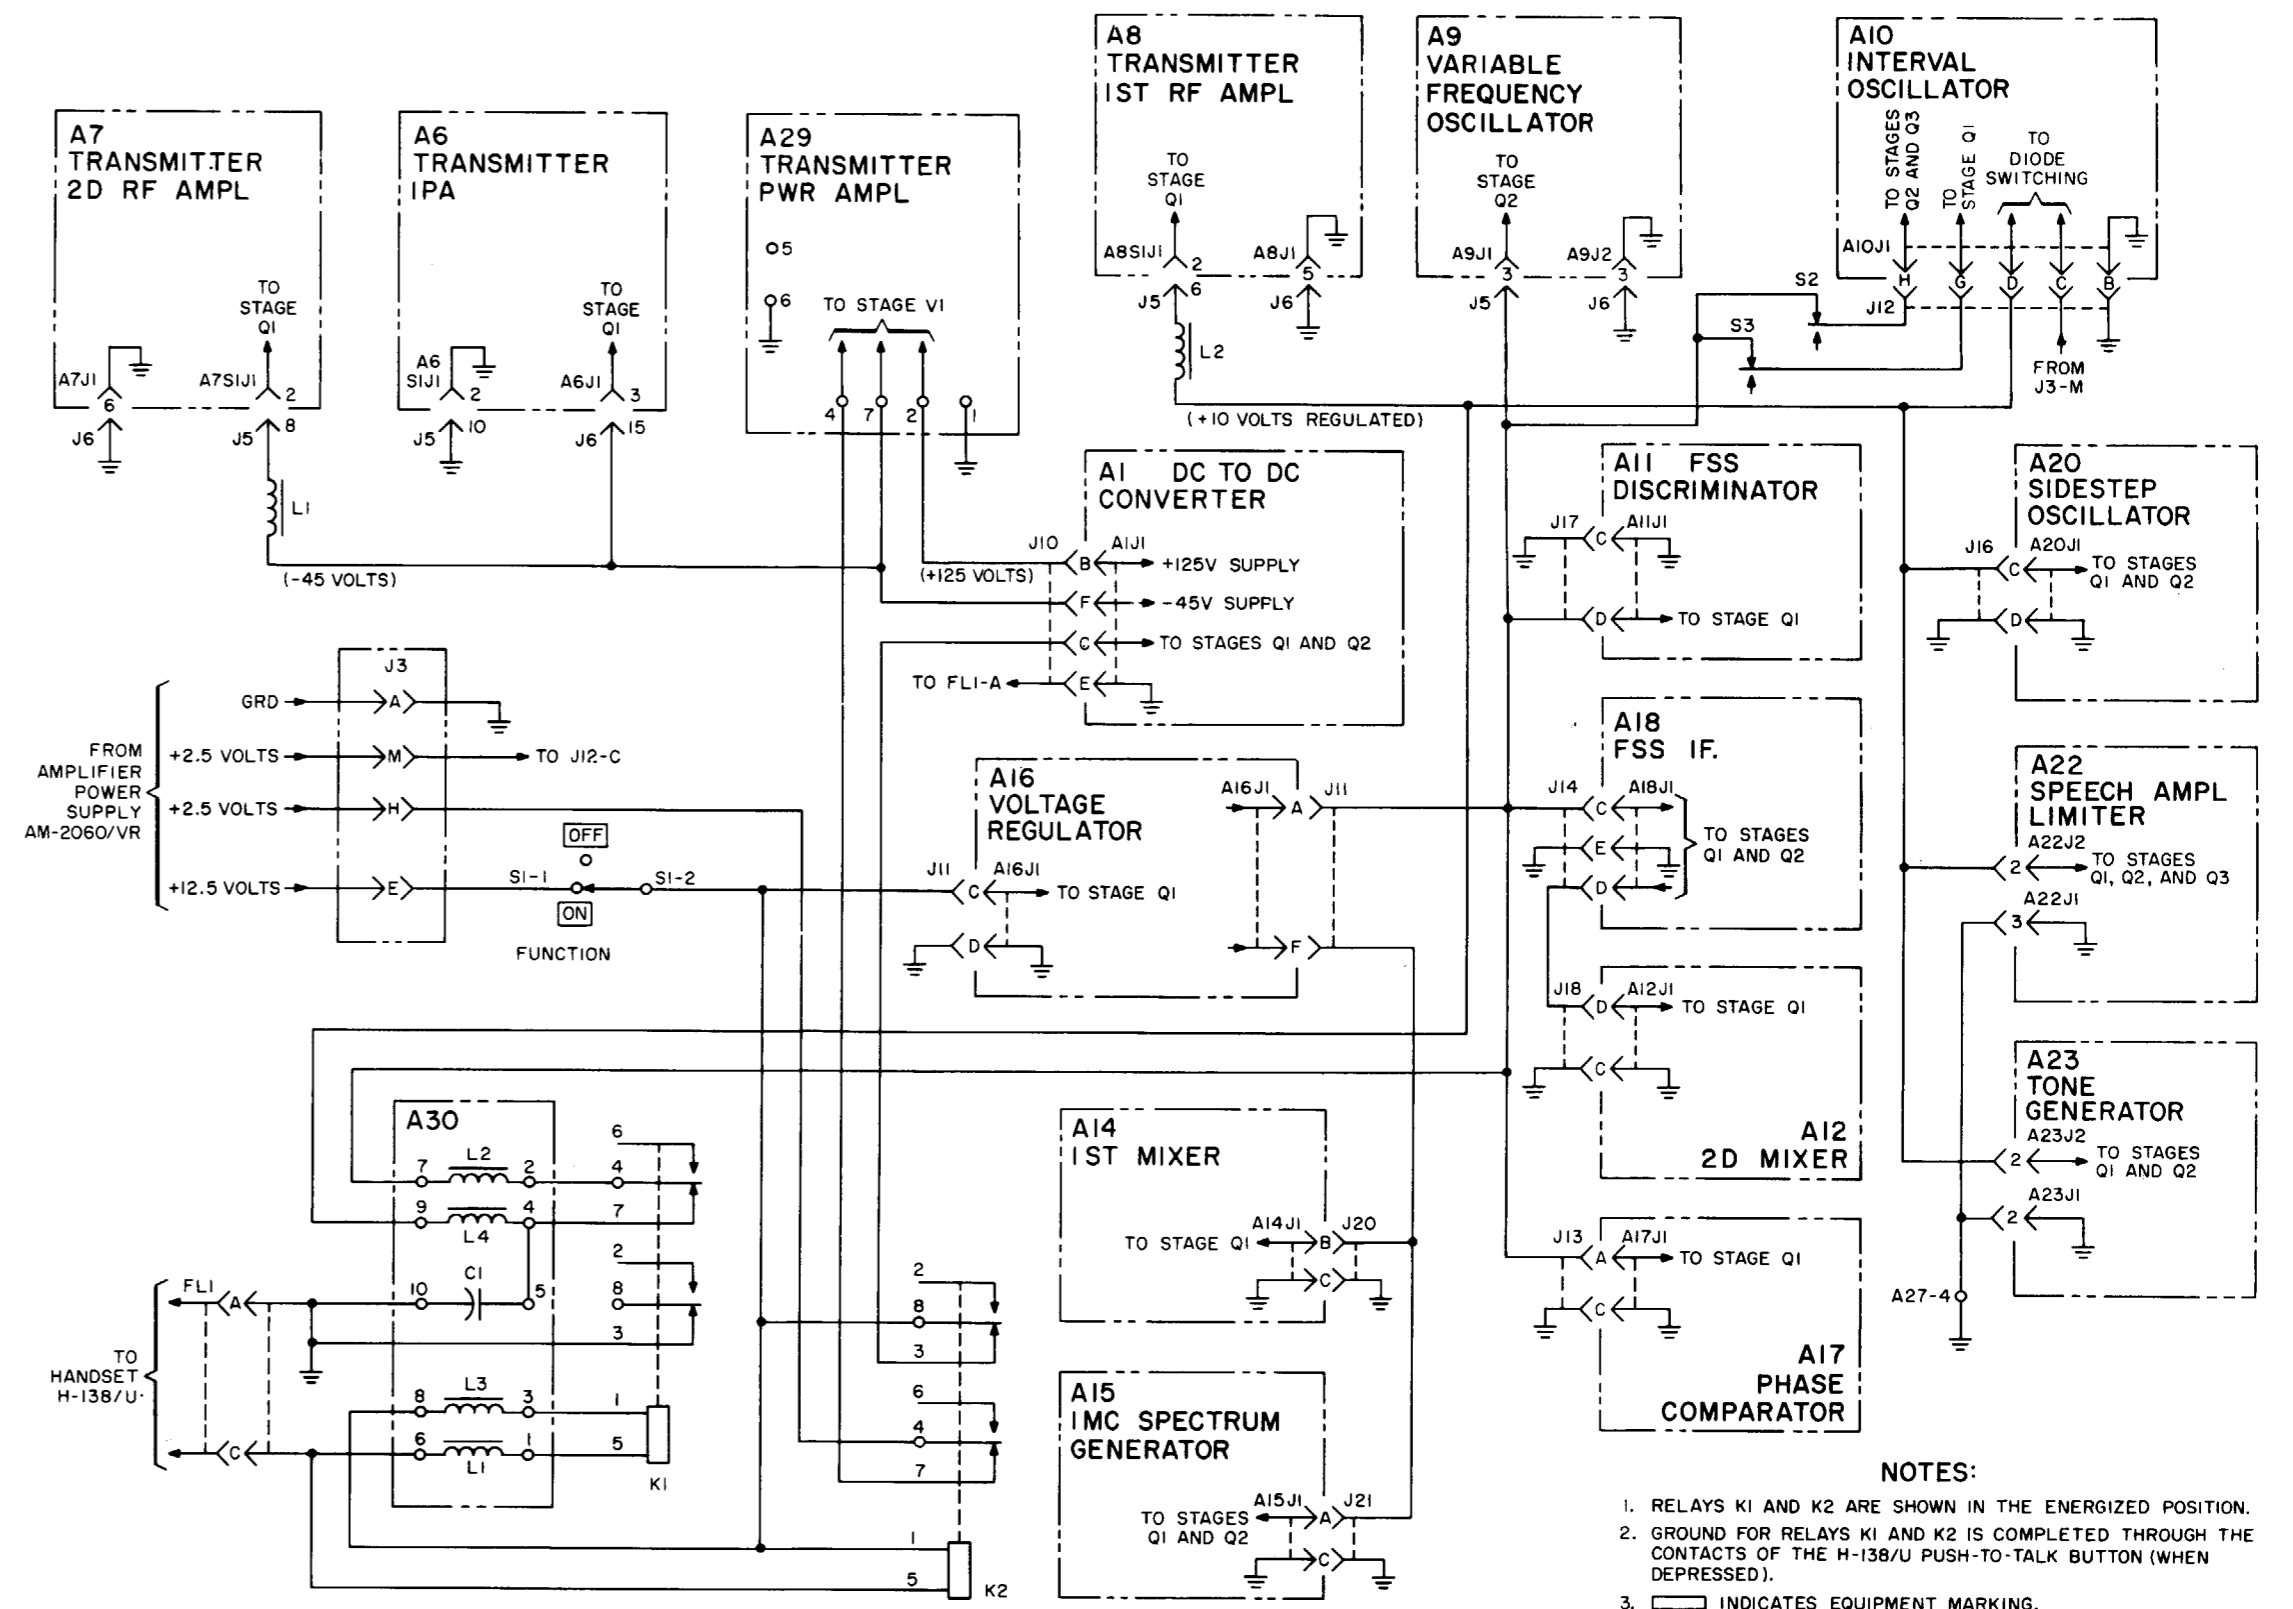 A8
TRANSMITTER
1ST RF AMPL
TO
STAGE
Q1
A8S1J1
2
A8J1
5
J5
6
J6
L2
(+10 VOLTS REGULATED)
A9
VARIABLE
FREQUENCY
OSCILLATOR
TO
STAGE
Q2
A9J1
3
A9J2
3
J5
J6
A10
INTERVAL
OSCILLATOR
TO STAGES
Q2 AND Q3
TO
STAGE Q1
TO
DIODE
SWITCHING
A10J1
H
G
D
C
B
J12
S2
S3
FROM
J3-M
A7
TRANSMITTER
2D RF AMPL
TO
STAGE
Q1
A7J1
6
A7S1J1
2
J6
J5
8
L1
(-45 VOLTS)
A6
TRANSMITTER
IPA
TO
STAGE
Q1
A6
S1J1
2
A6J1
3
J5
10
J6
15
A29
TRANSMITTER
PWR AMPL
5
6
TO STAGE V1
4
7
2
1
(+125 VOLTS)
A1 DC TO DC
CONVERTER
J10
B
A1J1
+125V SUPPLY
F
-45V SUPPLY
C
TO STAGES Q1 AND Q2
TO FL1-A
E
A11 FSS
DISCRIMINATOR
J17
C
A11J1
D
TO STAGE Q1
A20
SIDESTEP
OSCILLATOR
J16
C
A20J1
TO STAGES
Q1 AND Q2
D
J3
GRD
A
+2.5 VOLTS
M
TO J12-C
+2.5 VOLTS
H
+12.5 VOLTS
E
FROM
AMPLIFIER
POWER
SUPPLY
AM-2060/VR
OFF
S1-1
S1-2
ON
FUNCTION
A16
VOLTAGE
REGULATOR
A16J1
A
J11
J11
C
A16J1
TO STAGE Q1
D
F
A18
FSS IF.
J14
C
A18J1
E
D
TO STAGES
Q1 AND Q2
A22
SPEECH AMPL
LIMITER
A22J2
2
TO STAGES
Q1, Q2, AND Q3
A22J1
3
J18
D
A12J1
TO STAGE Q1
C
A12
2D MIXER
A23
TONE
GENERATOR
A23J2
2
TO STAGES
Q1 AND Q2
A23J1
2
A27-4
A30
7
L2
2
9
L4
4
10
C1
5
8
L3
3
6
L1
1
6
4
7
2
8
3
1
5
K1
FL1
A
C
TO
HANDSET
H-138/U
2
8
3
6
4
7
1
5
K2
A14
1ST MIXER
A14J1
B
J20
TO STAGE Q1
C
A15
1MC SPECTRUM
GENERATOR
A15J1
A
J21
TO STAGES
Q1 AND Q2
C
J13
A
A17J1
TO STAGE Q1
C
A17
PHASE
COMPARATOR
NOTES:
1. RELAYS K1 AND K2 ARE SHOWN IN THE ENERGIZED POSITION.
2. GROUND FOR RELAYS K1 AND K2 IS COMPLETED THROUGH THE
CONTACTS OF THE H-138/U PUSH-TO-TALK BUTTON (WHEN
DEPRESSED).
3. INDICATES EQUIPMENT MARKING.